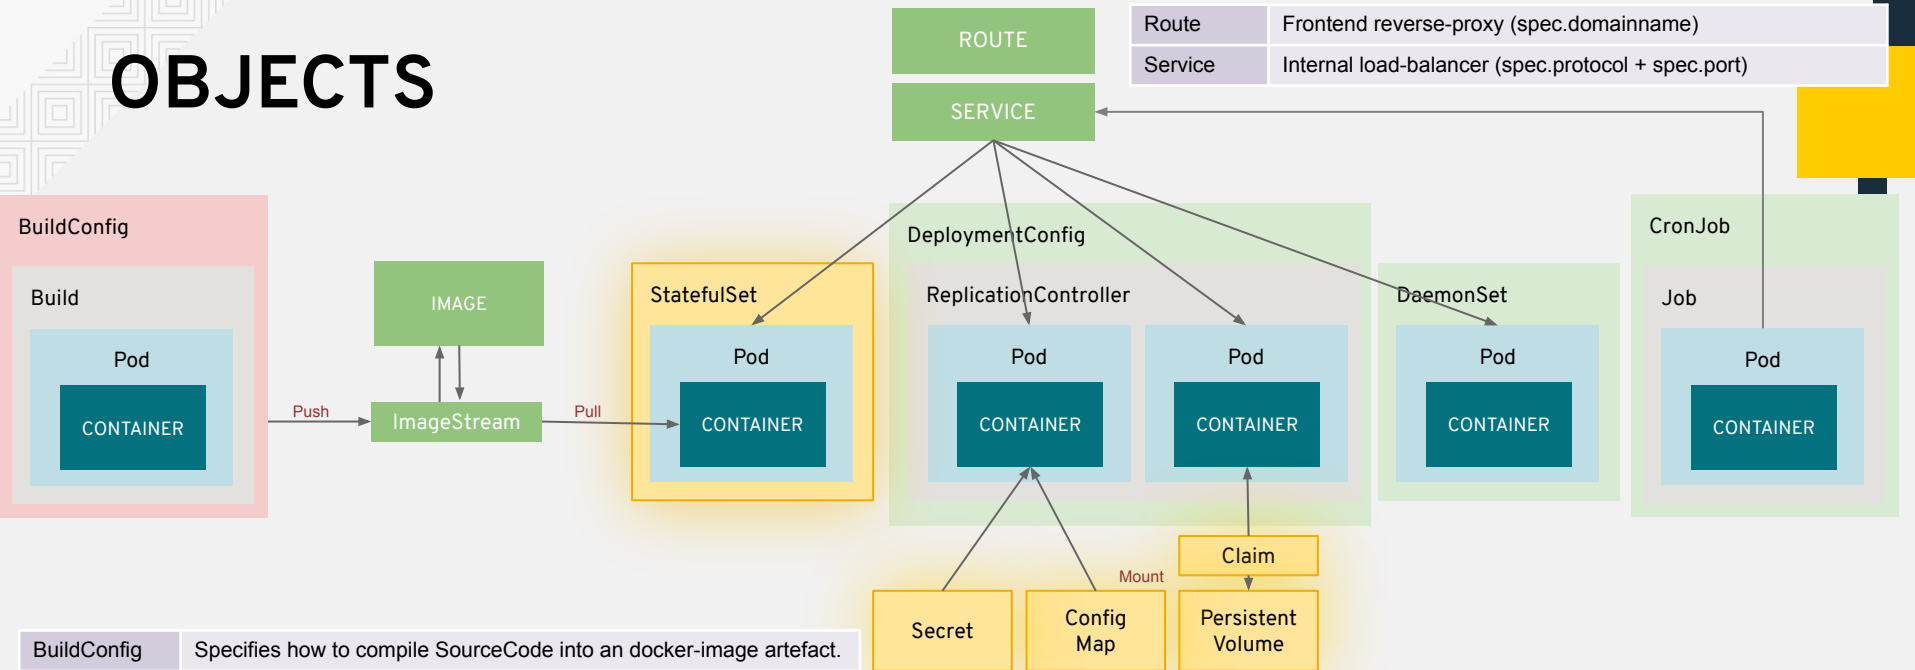 OBJECTS
ROUTE
SERVICE
Route Frontend reverse-proxy (spec.domainname)
Service Internal load-balancer (spec.protocol + spec.port)
BuildConfig
Build
Pod
CONTAINER
Push
IMAGE
ImageStream
Pull
StatefulSet
Pod
CONTAINER
DeploymentConfig
ReplicationController
Pod
CONTAINER
Pod
CONTAINER
DaemonSet
Pod
CONTAINER
CronJob
Job
Pod
CONTAINER
Claim
Mount
Secret
Config
Map
Persistent
Volume
BuildConfig Specifies how to compile SourceCode into an docker-image artefact.